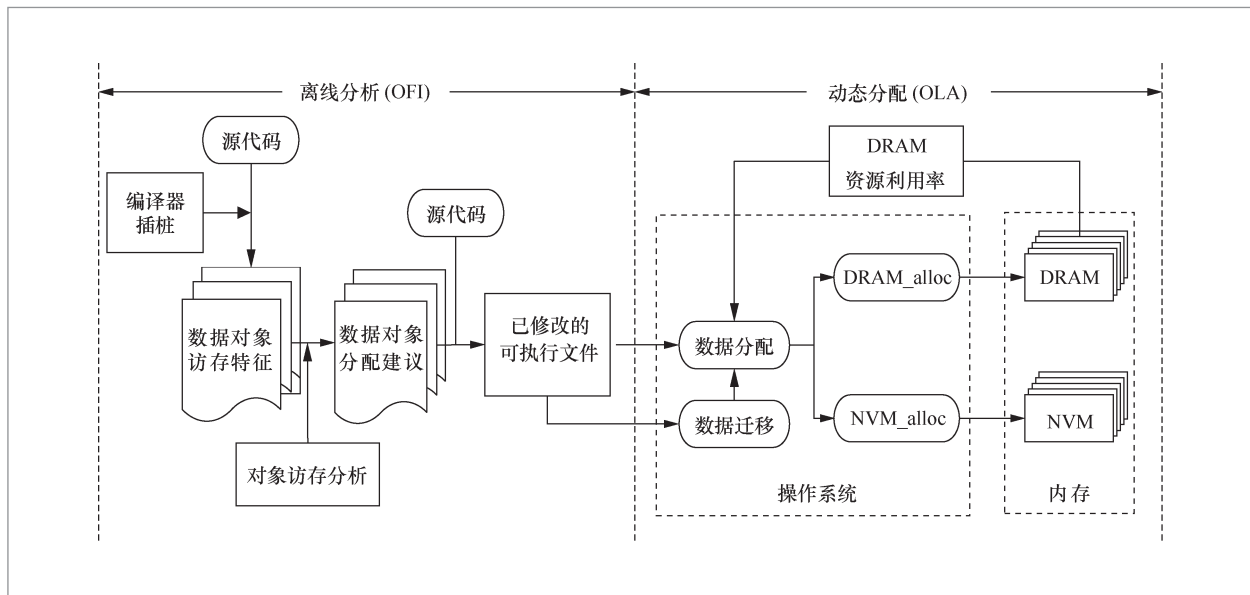 离线分析 (OFI)
动态分配 (OLA)
源代码
编译器
插桩
源代码
数据对象
访存特征
数据对象
分配建议
对象访存分析
已修改的
可执行文件
DRAM
资源利用率
数据分配
数据迁移
DRAM_alloc
NVM_alloc
操作系统
DRAM
NVM
内存